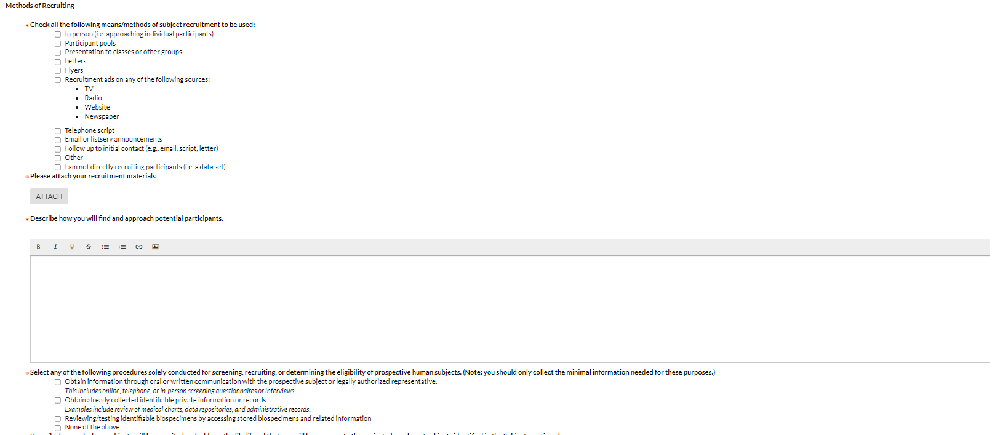 Methods of Recruiting
* Check all the following means/methods of subject recruitment to be used:
In person (i.e. approaching individual participants)
Participant pools
Presentation to classes or other groups
Letters
Flyers
Recruitment ads on any of the following sources:
• TV
• Radio
• Website
• Newspaper
Telephone script
Email or listserv announcements
Follow up to initial contact (e.g., email, script, letter)
Other
I am not directly recruiting participants (i.e. a data set).
* Please attach your recruitment materials
ATTACH
* Describe how you will find and approach potential participants.
B I U S
* Select any of the following procedures solely conducted for screening, recruiting, or determining the eligibility of prospective human subjects. (Note: you should only collect the minimal information needed for these purposes.)
Obtain information through oral or written communication with the prospective subject or legally authorized representative.
This includes online, telephone, or in-person screening questionnaires or interviews.
Obtain already collected identifiable private information or records
Examples include review of medical charts, data repositories, and administrative records.
Reviewing/testing identifiable biospecimens by accessing stored biospecimens and related information
None of the above